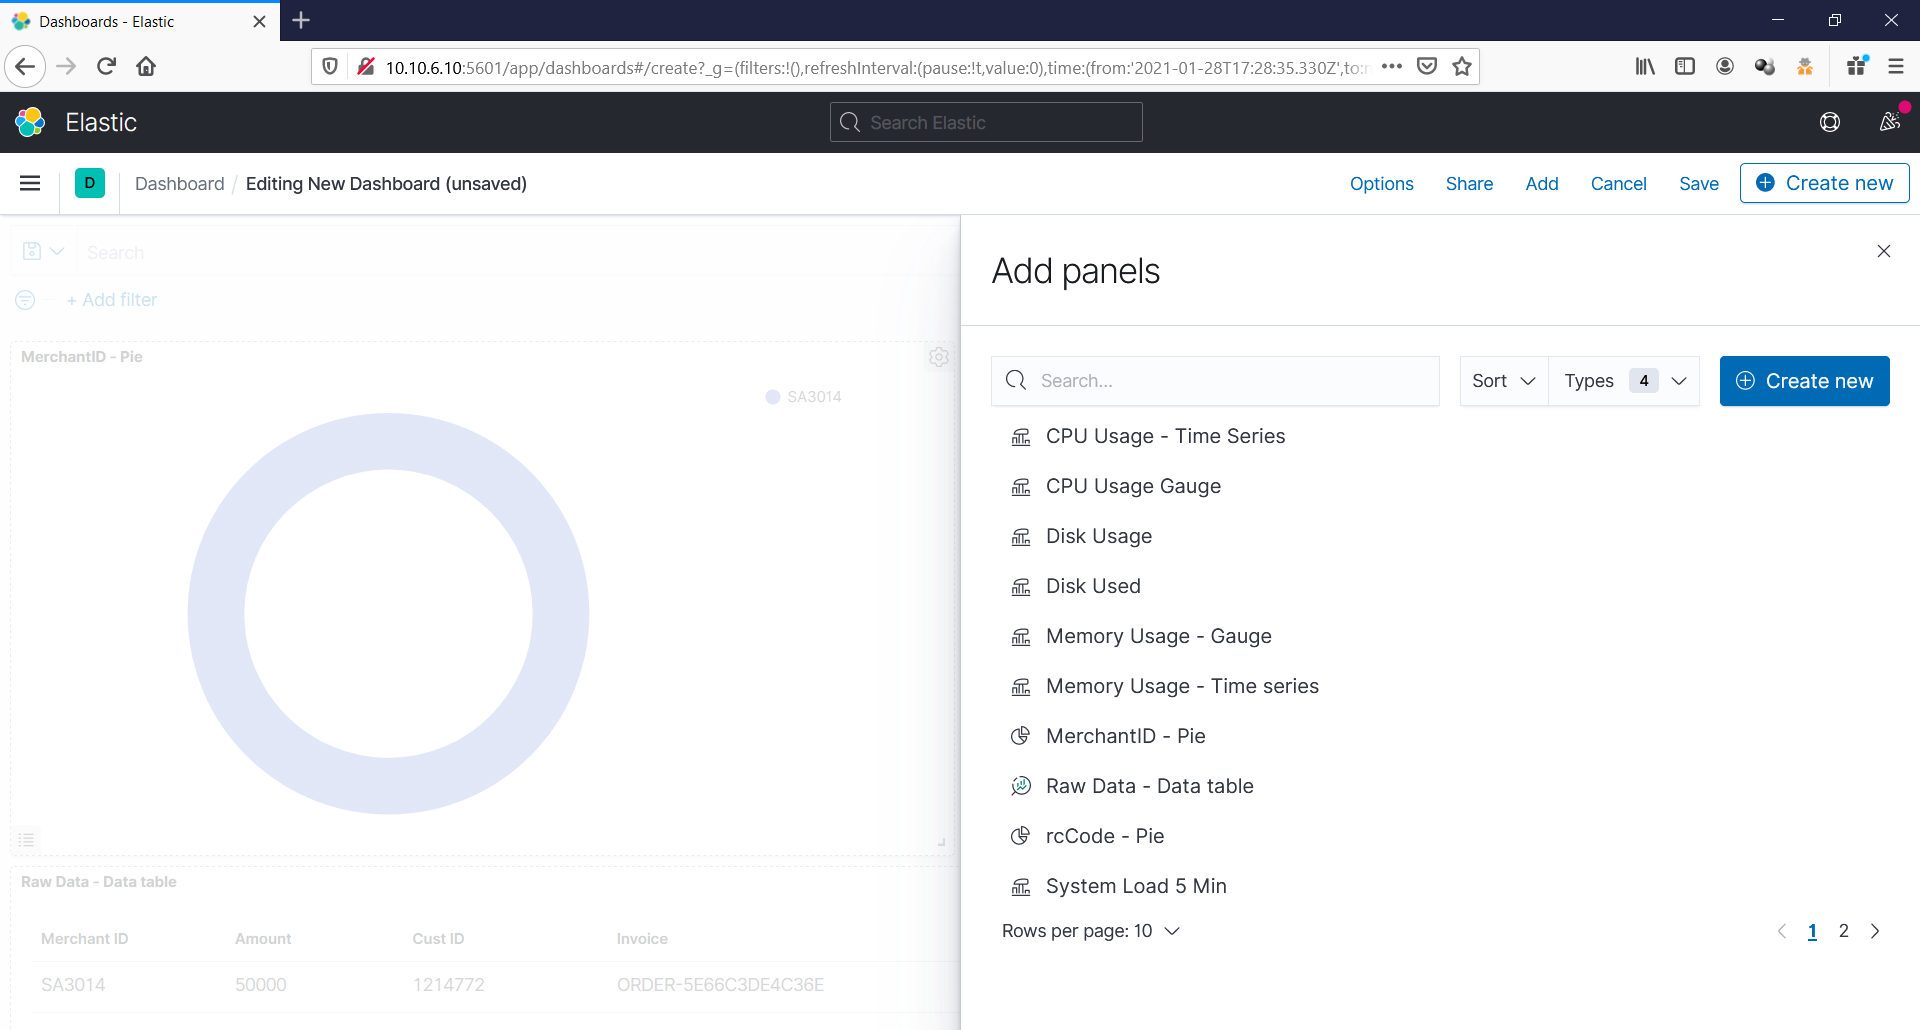 Dashboards - Elastic
10.10.6.10:5601/app/dashboards#/create?_g=(filters:!(),refreshInterval:(pause:!t,value:0),time:(from:'2021-01-28T17:28:35.330Z',to:
Elastic
Search Elastic
D
Dashboard / Editing New Dashboard (unsaved)
Options
Share
Add
Cancel
Save
Create new
Search
+ Add filter
MerchantID - Pie
SA3014
Raw Data - Data table
Merchant ID Amount Cust ID Invoice
SA3014 50000 1214772 ORDER-5E66C3DE4C36E
Add panels
Search...
Sort
Types 4
Create new
CPU Usage - Time Series
CPU Usage Gauge
Disk Usage
Disk Used
Memory Usage - Gauge
Memory Usage - Time series
MerchantID - Pie
Raw Data - Data table
rcCode - Pie
System Load 5 Min
Rows per page: 10
1 2